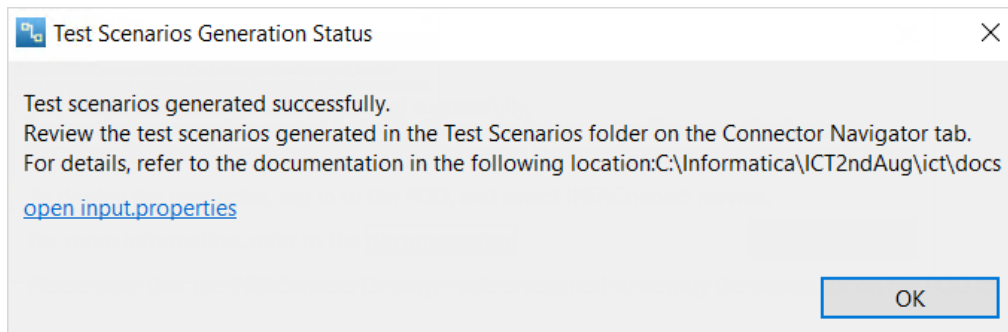 Test Scenarios Generation Status
Test scenarios generated successfully.
Review the test scenarios generated in the Test Scenarios folder on the Connector Navigator tab.
For details, refer to the documentation in the following location:C:\Informatica\ICT2ndAug\ict\docs
open input.properties
OK